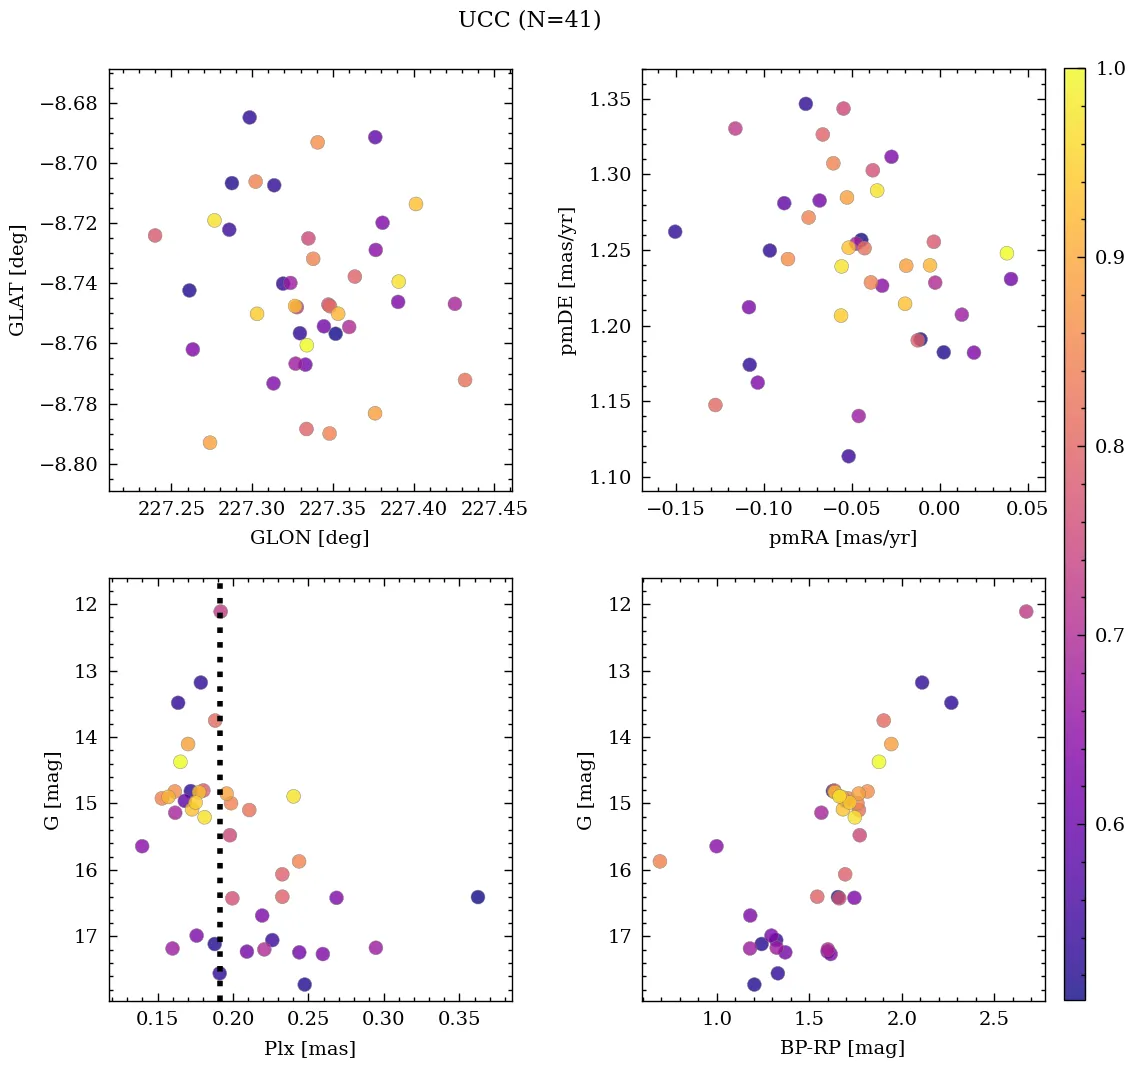 UCC (N=41)
−8.68
−8.70
−8.72
−8.74
−8.76
−8.78
−8.80
GLAT [deg]
227.25 227.30 227.35 227.40 227.45
GLON [deg]
1.35
1.30
1.25
1.20
1.15
1.10
pmDE [mas/yr]
−0.15 −0.10 −0.05 0.00 0.05
pmRA [mas/yr]
1.0
0.9
0.8
0.7
0.6
12
13
14
15
16
17
G [mag]
0.15 0.20 0.25 0.30 0.35
Plx [mas]
12
13
14
15
16
17
G [mag]
1.0 1.5 2.0 2.5
BP-RP [mag]